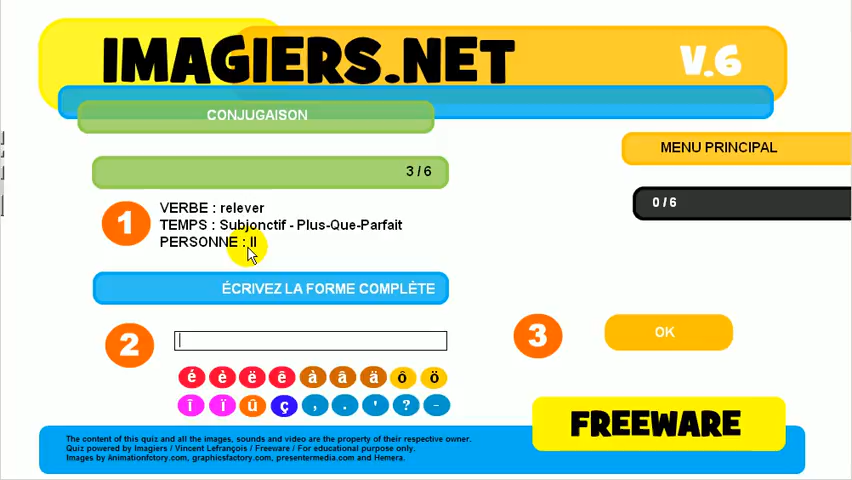 IMAGIERS.NET
V.6
CONJUGAISON
MENU PRINCIPAL
3 / 6
0 / 6
1
VERBE : relever
TEMPS : Subjonctif - Plus-Que-Parfait
PERSONNE : Il
ÉCRIVEZ LA FORME COMPLÈTE
2
3
OK
é è ë ê à â ä ô ö
î ï û ç , . ' ? -
FREEWARE
The content of this quiz and all the images, sounds and video are the property of their respective owner.
Quiz powered by Imagiers / Vincent Lefrançois / Freeware / For educational purpose only.
Images by Animationfctory.com, graphicsfactory.com, presentermedia.com and Hemera.